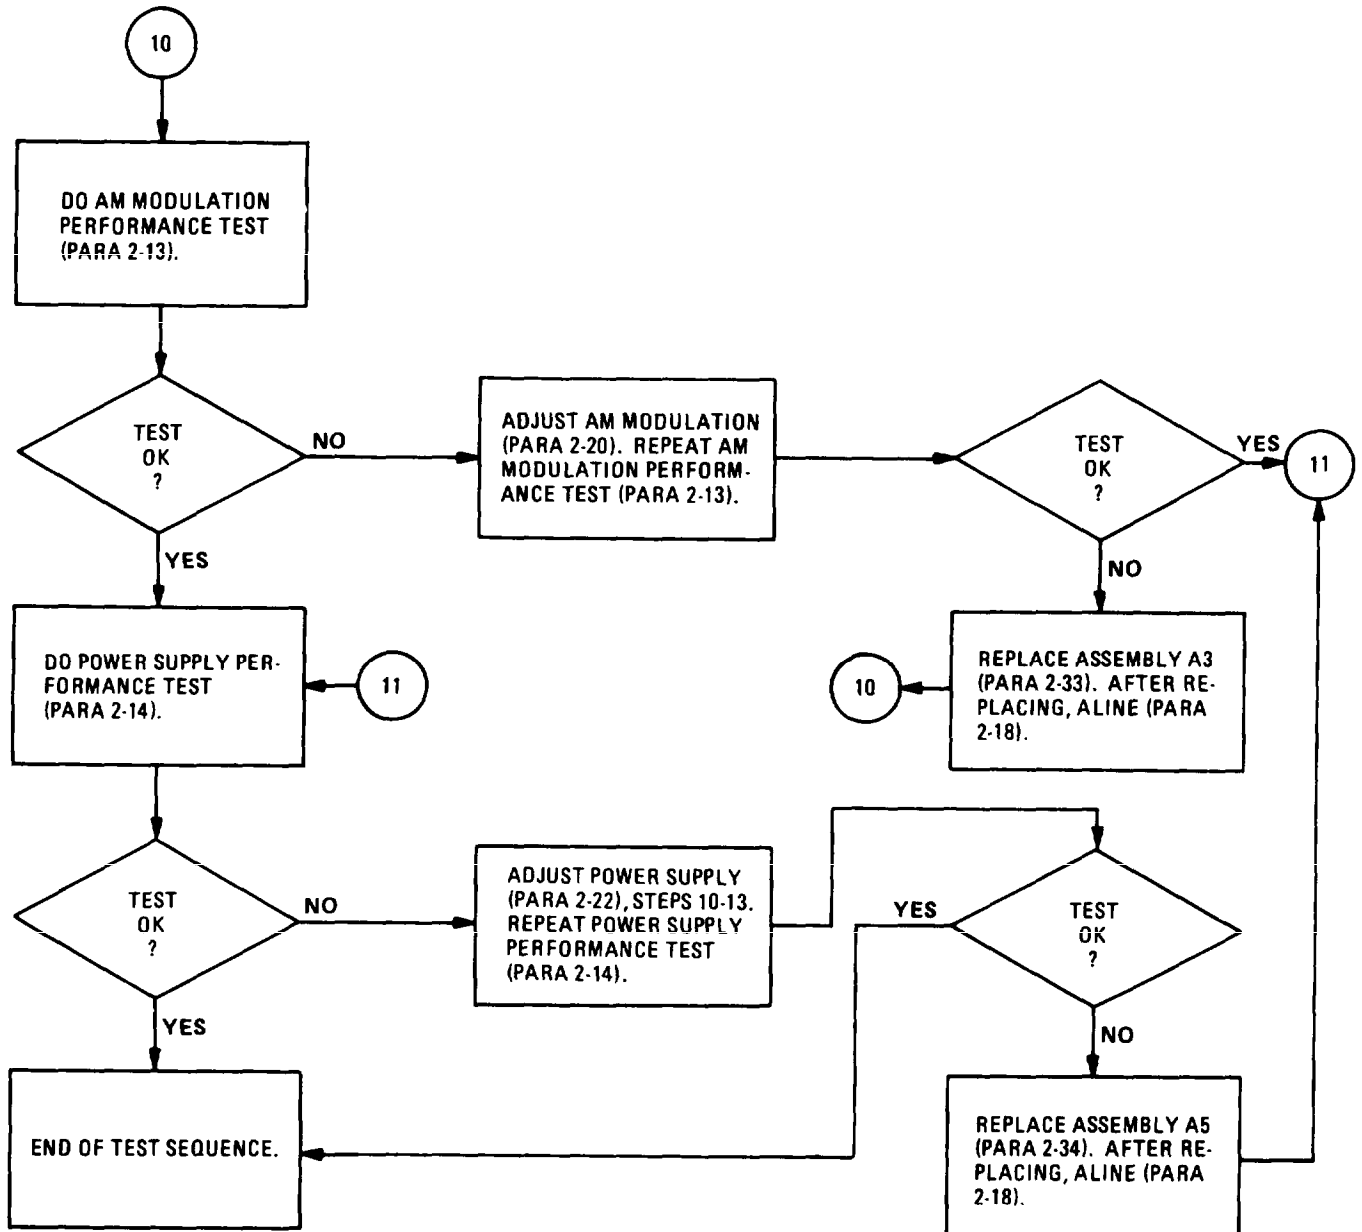 10
DO AM MODULATION
PERFORMANCE TEST
(PARA 2-13).
TEST
OK
?
NO
ADJUST AM MODULATION
(PARA 2-20). REPEAT AM
MODULATION PERFORM-
ANCE TEST (PARA 2-13).
TEST
OK
?
YES
11
YES
NO
DO POWER SUPPLY PER-
FORMANCE TEST
(PARA 2-14).
11
10
REPLACE ASSEMBLY A3
(PARA 2-33). AFTER RE-
PLACING, ALINE (PARA
2-18).
TEST
OK
?
NO
ADJUST POWER SUPPLY
(PARA 2-22), STEPS 10-13.
REPEAT POWER SUPPLY
PERFORMANCE TEST
(PARA 2-14).
YES
TEST
OK
?
YES
NO
END OF TEST SEQUENCE.
REPLACE ASSEMBLY A5
(PARA 2-34). AFTER RE-
PLACING, ALINE (PARA
2-18).